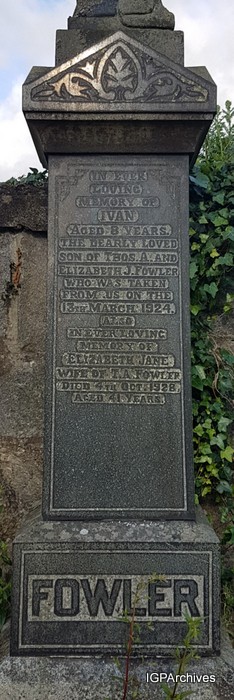 IN EVER
LOVING
MEMORY OF
IVAN
AGED 8 YEARS.
THE DEARLY LOVED
SON OF THOS. A. AND
ELIZABETH J. FOWLER
WHO WAS TAKEN
FROM US ON THE
13TH MARCH 1924.
ALSO
IN EVER LOVING
MEMORY OF
ELIZABETH JANE
WIFE OF T.A. FOWLER
DIED 4TH OCT. 1928
AGED 41 YEARS.
FOWLER
IGPArchives